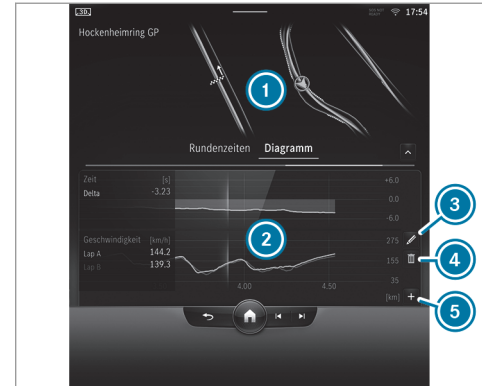 3D
17:54
Hockenheimring GP
1
Rundenzeiten Diagramm
Zeit [s]
Delta -3.23
+6.0
0.0
-6.0
3
2
Geschwindigkeit [km/h]
Lap A 144.2
Lap B 139.3
275
155
35
4
4.00 4.50 [km]
5